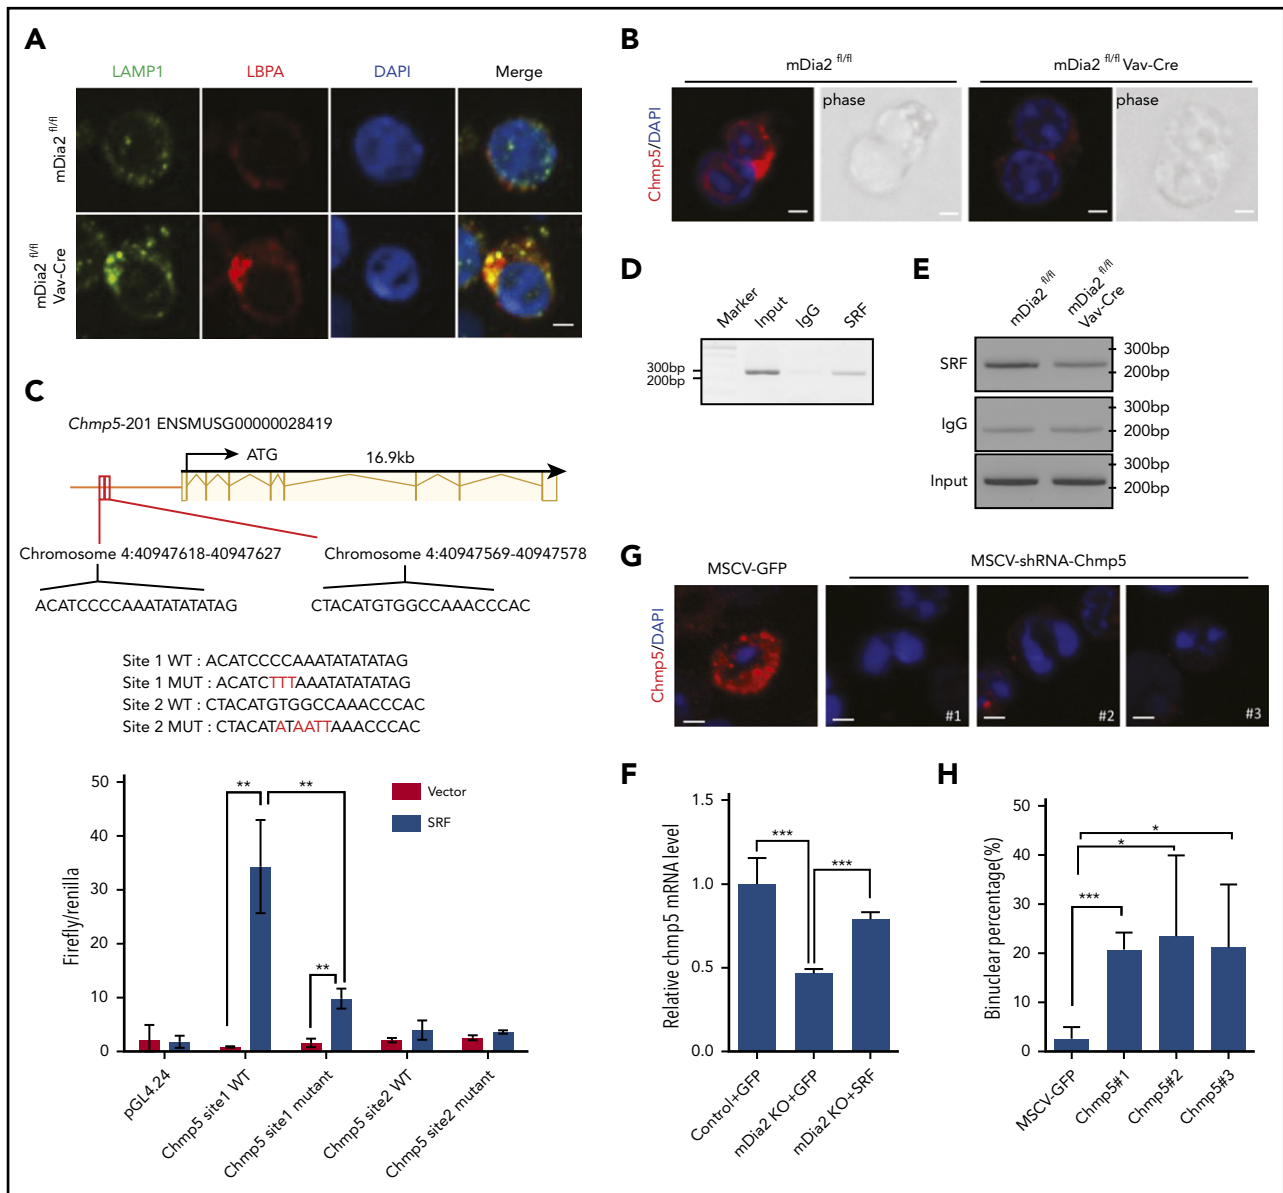 A
LAMP1 LBPA DAPI Merge
mDia2 fl/fl
mDia2 fl/fl
Vav-Cre
B
mDia2 fl/fl mDia2 fl/fl Vav-Cre
Chmp5/DAPI
phase phase
C
Chmp5-201 ENSMUSG00000028419
ATG
16.9kb
Chromosome 4:40947618-40947627 Chromosome 4:40947569-40947578
ACATCCCCAAATATATATAG CTACATGTGGCCAAACCCAC
Site 1 WT : ACATCCCCAAATATATATAG
Site 1 MUT : ACATCTTTAAATATATATAG
Site 2 WT : CTACATGTGGCCAAACCCAC
Site 2 MUT : CTACATATAATTAAACCCAC
Firefly/renilla
50
40
30
20
10
0
** ** **
Vector
SRF
pGL4.24
Chmp5 site1 WT
Chmp5 site1 mutant
Chmp5 site2 WT
Chmp5 site2 mutant
D
Marker Input IgG SRF
300bp
200bp
E
mDia2 fl/fl
mDia2 fl/fl
Vav-Cre
SRF
300bp
200bp
IgG
300bp
200bp
Input
300bp
200bp
G
MSCV-GFP MSCV-shRNA-Chmp5
Chmp5/DAPI
#1 #2 #3
F
Relative chmp5 mRNA level
1.5
1.0
0.5
0.0
*** ***
Control+GFP
mDia2 KO+GFP
mDia2 KO+SRF
H
Binuclear percentage(%)
50
40
30
20
10
0
*** * *
MSCV-GFP
Chmp5#1
Chmp5#2
Chmp5#3